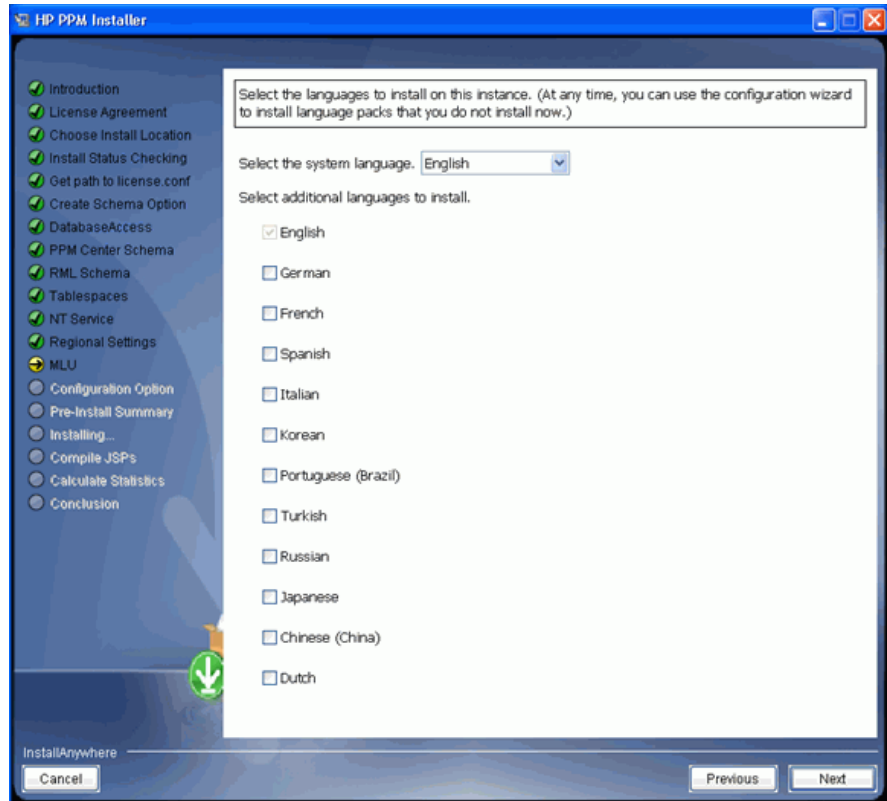 HP PPM Installer
Introduction
License Agreement
Choose Install Location
Install Status Checking
Get path to license.conf
Create Schema Option
DatabaseAccess
PPM Center Schema
RML Schema
Tablespaces
NT Service
Regional Settings
MLU
Configuration Option
Pre-Install Summary
Installing...
Compile JSPs
Calculate Statistics
Conclusion
Select the languages to install on this instance. (At any time, you can use the configuration wizard
to install language packs that you do not install now.)
Select the system language. English
Select additional languages to install.
English
German
French
Spanish
Italian
Korean
Portuguese (Brazil)
Turkish
Russian
Japanese
Chinese (China)
Dutch
InstallAnywhere
Cancel
Previous
Next